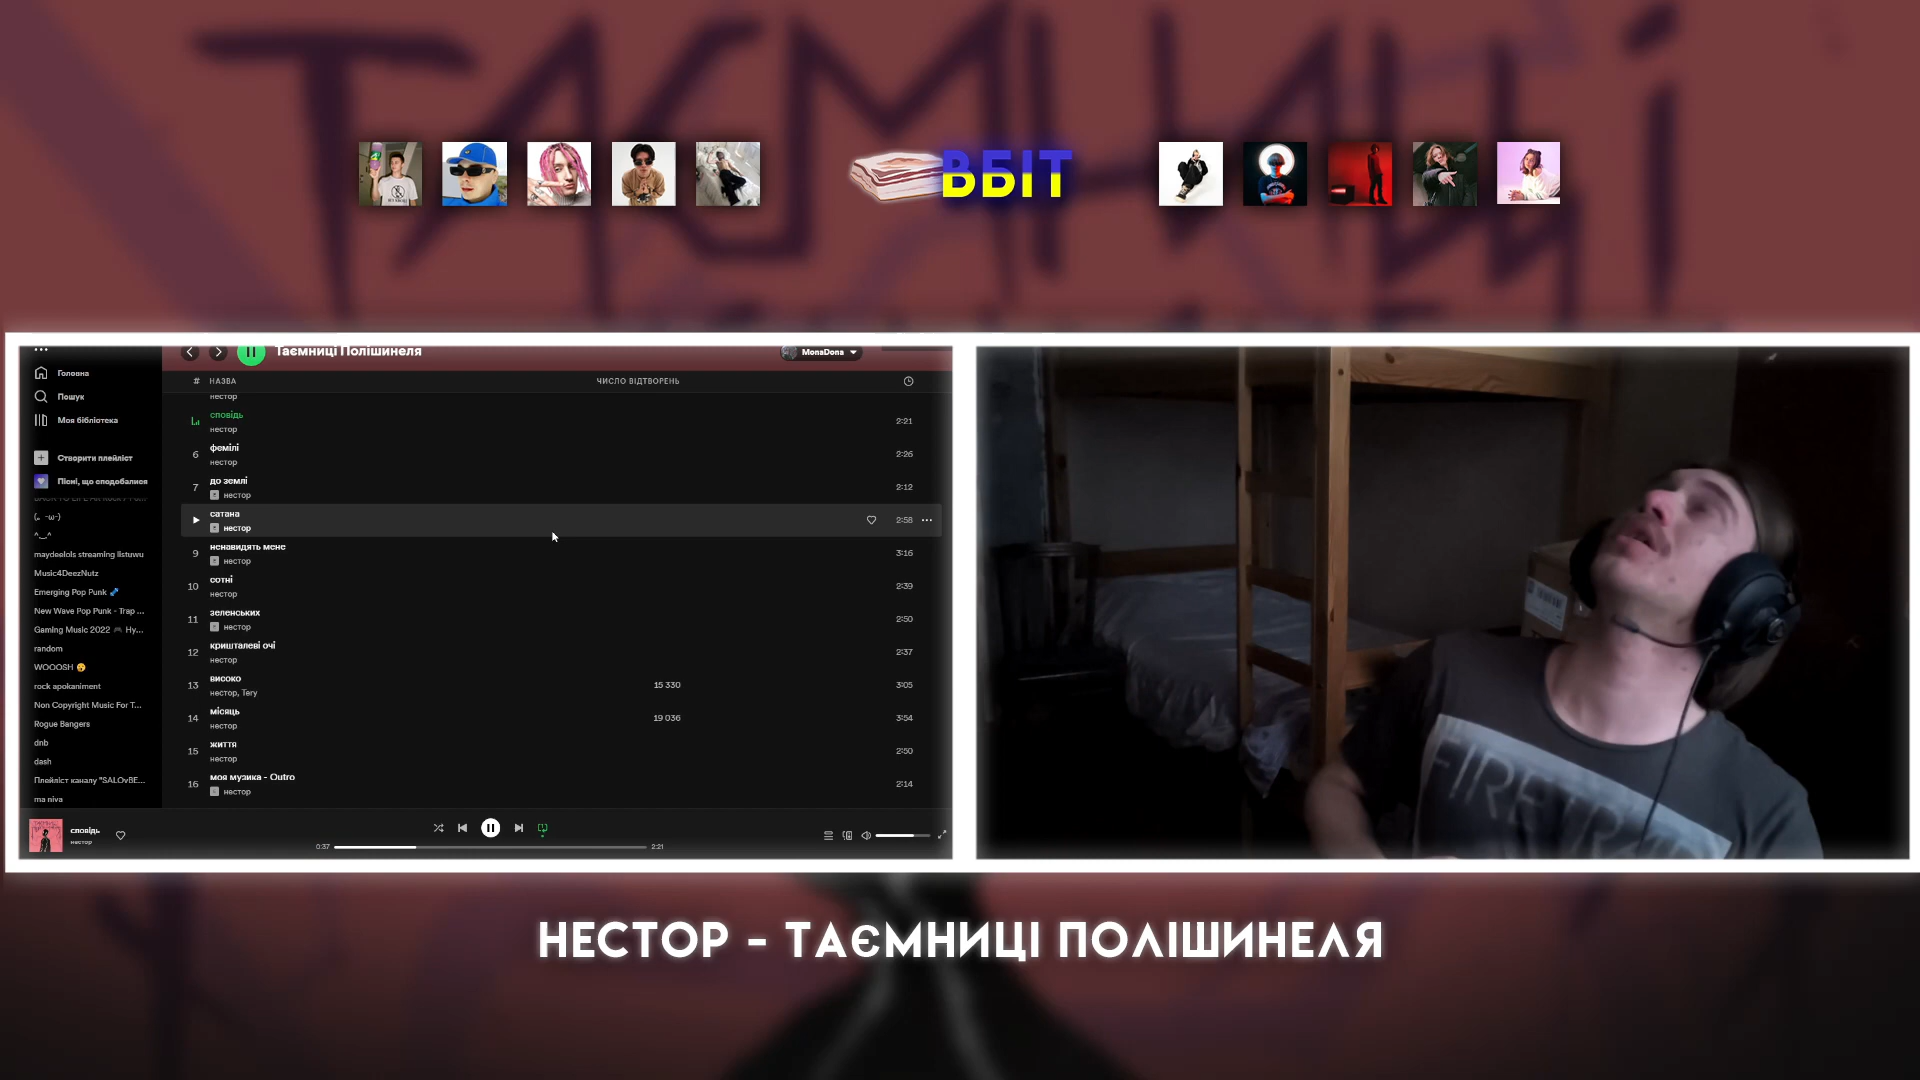 ТАЄМНИЦІ
ВБІТ
Таємниці Полішинеля
MonaDona
Головна
Пошук
Моя бібліотека
Створити плейліст
Пісні, що сподобалися
(。-ω-)
^‿^
maydeelols streaming listuwu
Music4DeezNutz
Emerging Pop Punk
New Wave Pop Punk - Trap ...
Gaming Music 2022 🎮 Hy...
random
WOOOSH 😮
rock apokaniment
Non Copyright Music For T...
Rogue Bangers
dnb
dash
Плейліст каналу "SALOvBE...
ma niva
# НАЗВА ЧИСЛО ВІДТВОРЕНЬ
нестор
сповідь 2:21
нестор
6 фемілі 2:26
нестор
7 до землі 2:12
нестор
сатана 2:58
нестор
9 ненавидять мене 3:16
нестор
10 сотні 2:39
нестор
11 зеленських 2:50
нестор
12 кришталеві очі 2:37
нестор
13 високо 15 330 3:05
нестор, Tery
14 місяць 19 036 3:54
нестор
15 життя 2:50
нестор
16 моя музика - Outro 2:14
нестор
сповідь
нестор
0:37 2:21
FIRETRA
НЕСТОР - ТАЄМНИЦІ ПОЛІШИНЕЛЯ